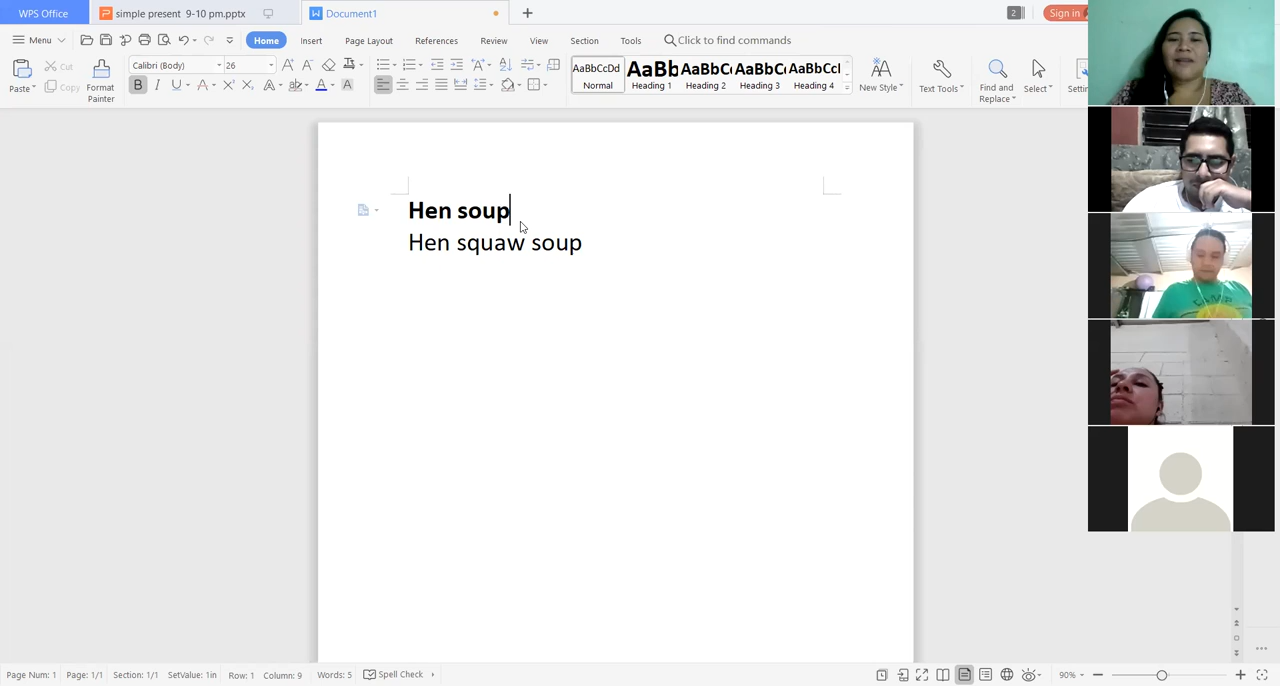 WPS Office simple present 9-10 pm.pptx Document1 2 Sign in
Menu Home Insert Page Layout References Review View Section Tools Click to find commands
Paste Cut Copy Format Painter Calibri (Body) 26 AaBbCcDd Normal AaBb Heading 1 AaBbC Heading 2 AaBbC Heading 3 AaBbCcI Heading 4 New Style Text Tools Find and Replace Select
Hen soup
Hen squaw soup
CAMP
Page Num: 1 Page: 1/1 Section: 1/1 SetValue: 1in Row: 1 Column: 9 Words: 5 Spell Check 90%